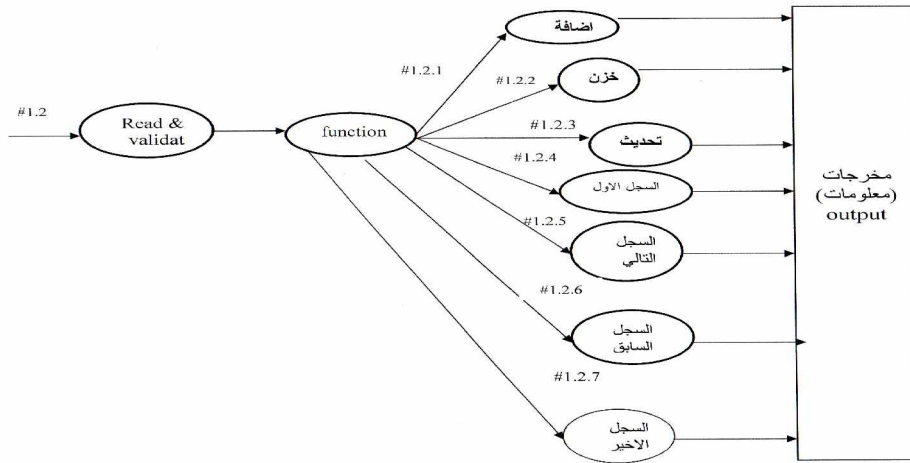 اضافة
#1.2.1
#1.2.2
خزن
#1.2
Read &
validat
function
#1.2.3
تحديث
#1.2.4
السجل الاول
مخرجات
(معلومات)
output
#1.2.5
السجل
التالي
#1.2.6
السجل
السابق
#1.2.7
السجل
الاخير